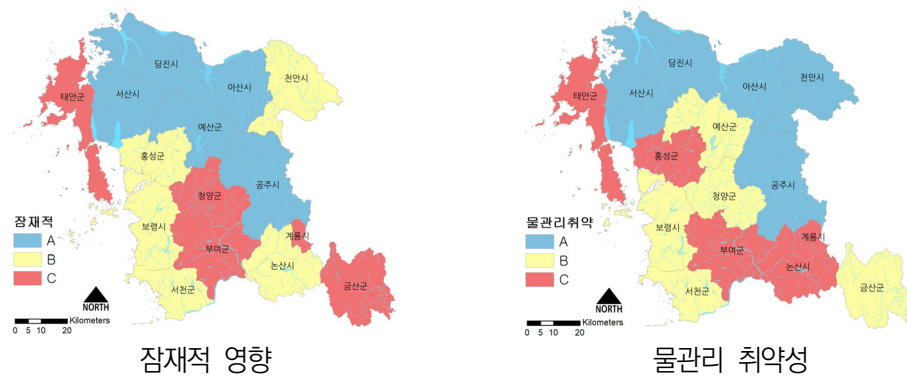 당진시
천안시
아산시
태안군
서산시
예산군
홍성군
공주시
청양군
잠재적
A
B
C
보령시
계룡시
부여군
논산시
서천군
금산군
NORTH
Kilometers
0 5 10 20
잠재적 영향
당진시
천안시
아산시
태안군
서산시
예산군
홍성군
공주시
청양군
물관리취약
A
B
C
보령시
계룡시
부여군
논산시
서천군
금산군
NORTH
Kilometers
0 5 10 20
물관리 취약성